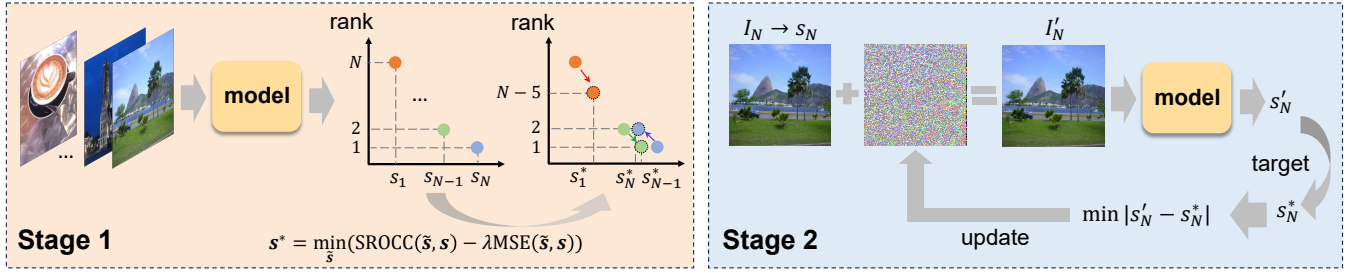 rank
N
2
1
...
s_1
s_{N-1}
s_N
rank
N − 5
2
1
s_1^*
s_N^*
s_{N-1}^*
model
...
Stage 1
s^* = min_{s̃}(SROCC(s̃, s) − λMSE(s̃, s))
I_N → s_N
I'_N
model
s'_N
target
s_N^*
min |s'_N − s_N^*|
update
Stage 2